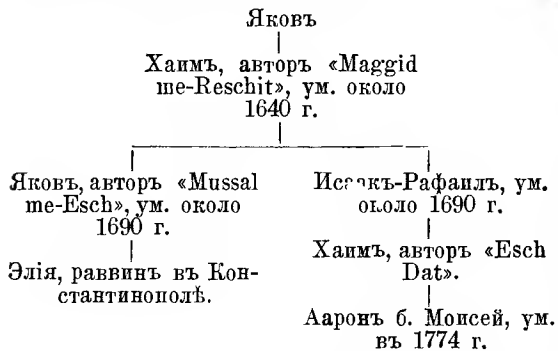 Яковъ
Хаимъ, авторъ «Maggid
me-Reschit», ум. около
1640 г.
Яковъ, авторъ «Mussal
me-Esch», ум. около
1690 г.
Элія, раввинъ въ Кон-
стантинополѣ.
Исаакъ-Рафаилъ, ум.
около 1690 г.
Хаимъ, авторъ «Esch
Dat».
Ааронъ б. Моисей, ум.
въ 1774 г.